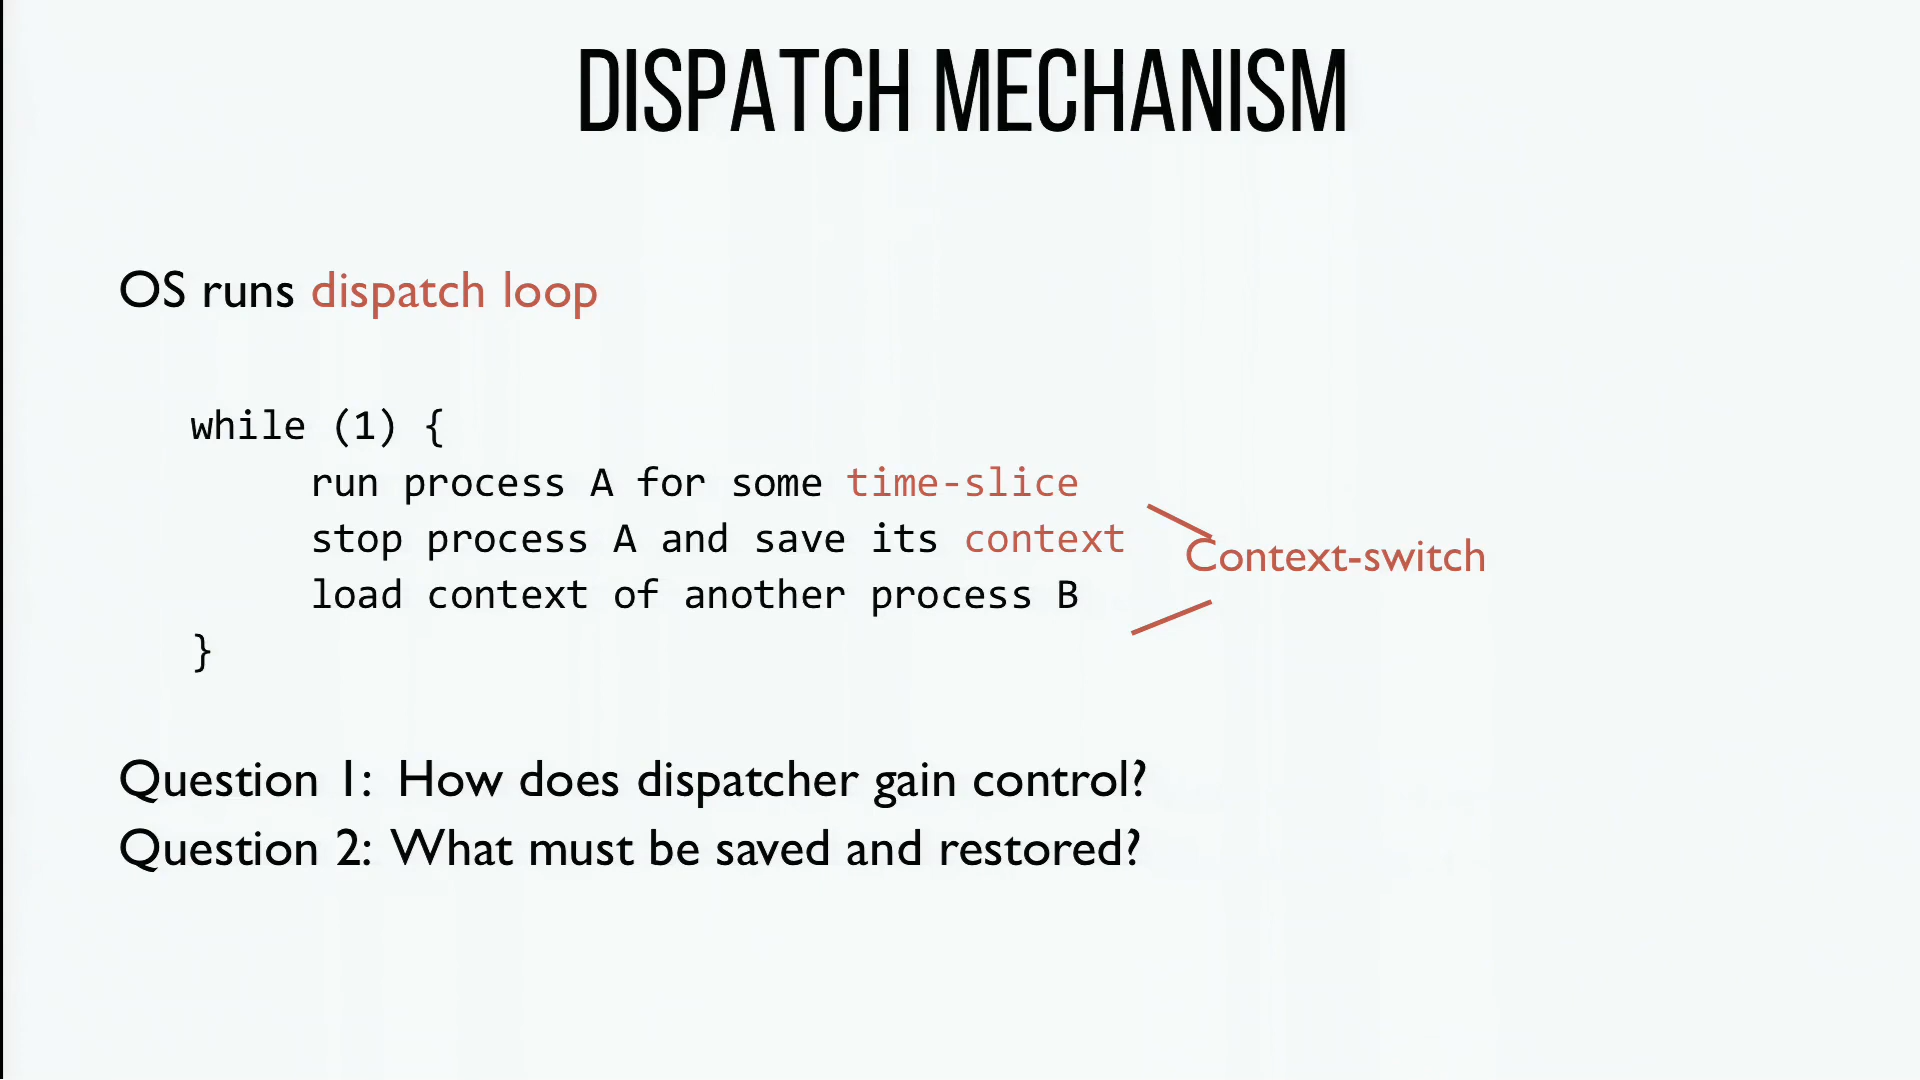 DISPATCH MECHANISM
OS runs dispatch loop
while (1) {
run process A for some time-slice
stop process A and save its context
load context of another process B
}
Context-switch
Question 1: How does dispatcher gain control?
Question 2: What must be saved and restored?